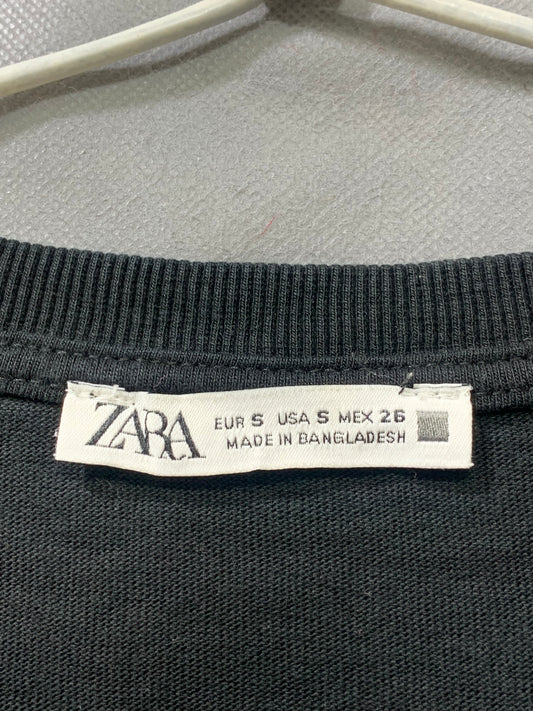 ZARA
EUR S USA S MEX 26
MADE IN BANGLADESH